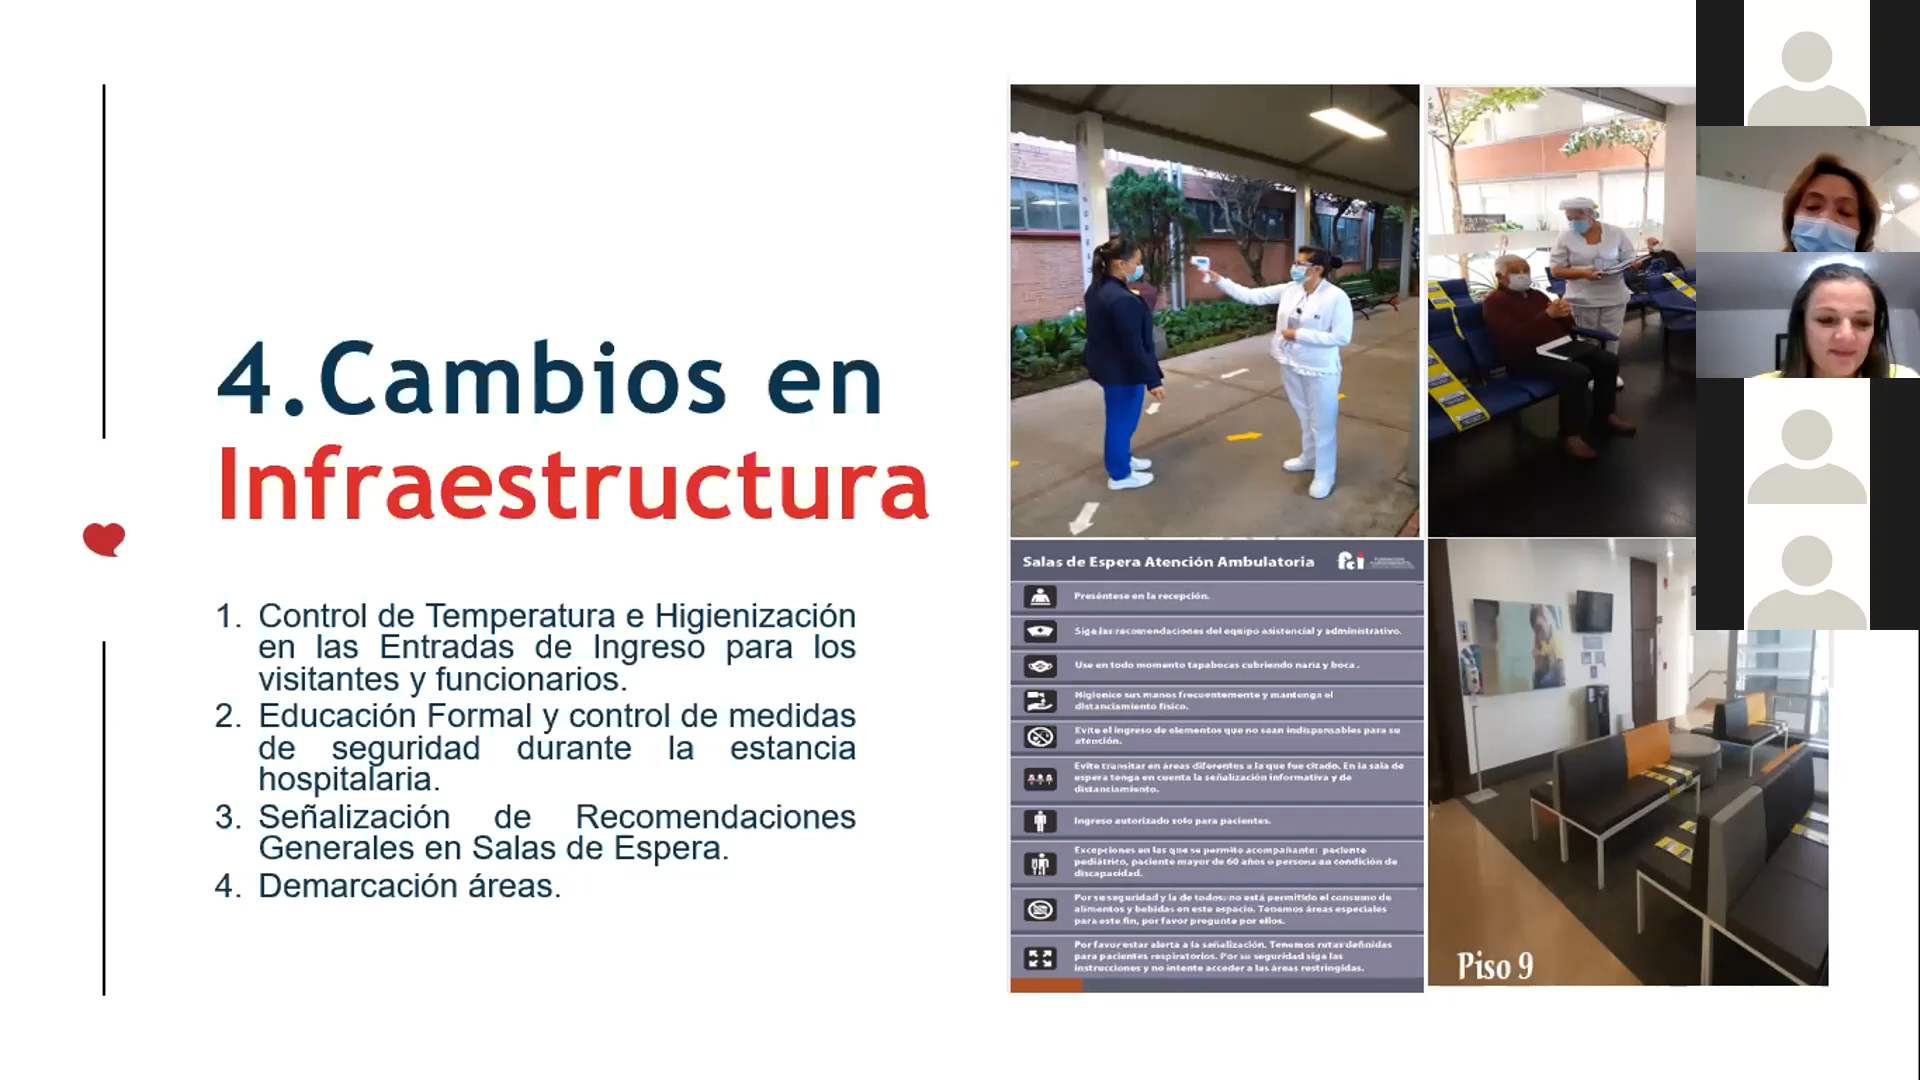 4.Cambios en
Infraestructura
1. Control de Temperatura e Higienización
en las Entradas de Ingreso para los
visitantes y funcionarios.
2. Educación Formal y control de medidas
de seguridad durante la estancia
hospitalaria.
3. Señalización de Recomendaciones
Generales en Salas de Espera.
4. Demarcación áreas.
Salas de Espera Atención Ambulatoria
fci
Preséntese en la recepción.
Siga las recomendaciones del equipo asistencial y administrativo.
Use en todo momento tapabocas cubriendo nariz y boca .
Higienice sus manos frecuentemente y mantenga el
distanciamiento físico.
Evite el ingreso de elementos que no sean indispensables para su
atención.
Evite transitar en áreas diferentes a la que fue citado. En la sala de
espera tenga en cuenta la señalización informativa y de
distanciamiento.
Ingreso autorizado solo para pacientes.
Excepciones en las que se permite acompañante: paciente
pediátrico, paciente mayor de 60 años o persona en condición de
discapacidad.
Por su seguridad y la de todos, no está permitido el consumo de
alimentos y bebidas en este espacio. Tenemos áreas especiales
para este fin, por favor pregunte por ellos.
Por favor estar alerta a la señalización. Tenemos rutas definidas
para pacientes respiratorios. Por su seguridad siga las
instrucciones y no intente acceder a las áreas restringidas.
Piso 9